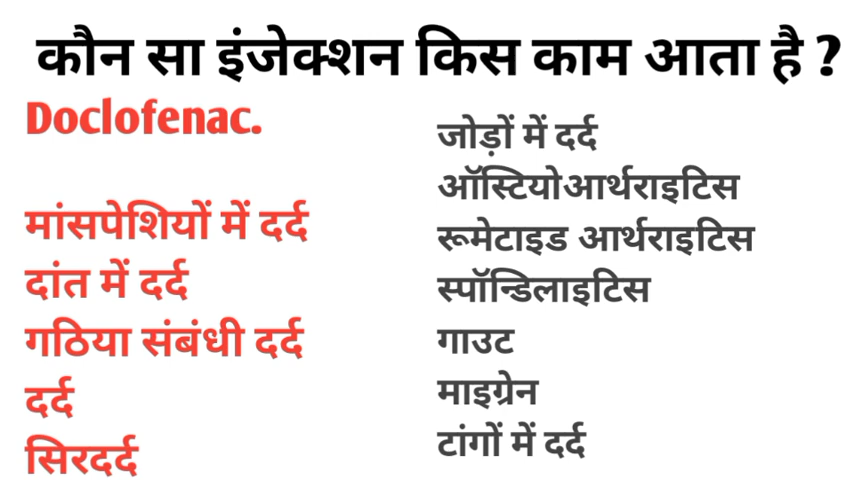 कौन सा इंजेक्शन किस काम आता है ?
Doclofenac.
मांसपेशियों में दर्द
दांत में दर्द
गठिया संबंधी दर्द
दर्द
सिरदर्द
जोड़ों में दर्द
ऑस्टियोआर्थराइटिस
रूमेटाइड आर्थराइटिस
स्पॉन्डिलाइटिस
गाउट
माइग्रेन
टांगों में दर्द